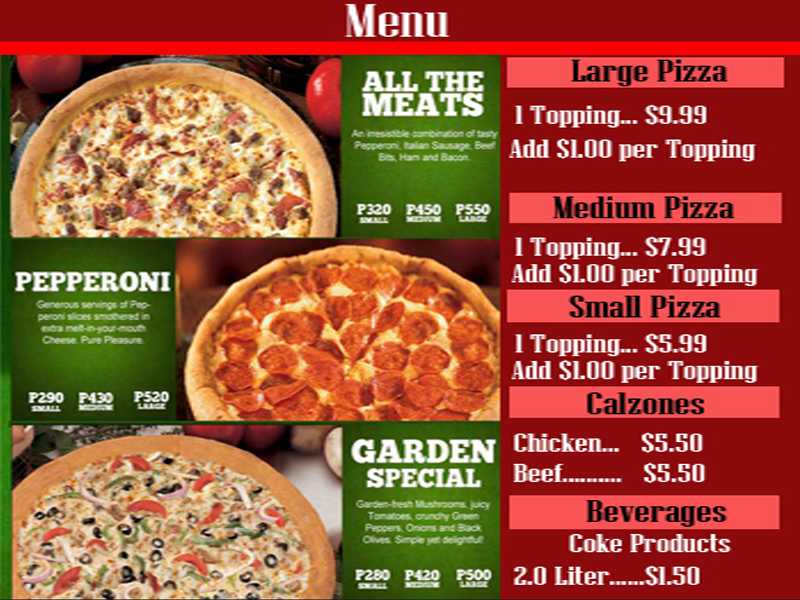 Menu
ALL THE
MEATS
An irresistible combination of tasty
Pepperoni, Italian Sausage, Beef
Bits, Ham and Bacon.
P320 P450 P550
SMALL MEDIUM LARGE
PEPPERONI
Generous servings of Pep-
peroni slices smothered in
extra melt-in-your-mouth
Cheese. Pure Pleasure.
P290 P430 P520
SMALL MEDIUM LARGE
GARDEN
SPECIAL
Garden-fresh Mushrooms, juicy
Tomatoes, crunchy Green
Peppers, Onions and Black
Olives. Simple yet delightful!
P280 P420 P500
SMALL MEDIUM LARGE
Large Pizza
1 Topping... $9.99
Add $1.00 per Topping
Medium Pizza
1 Topping... $7.99
Add $1.00 per Topping
Small Pizza
1 Topping... $5.99
Add $1.00 per Topping
Calzones
Chicken... $5.50
Beef.......... $5.50
Beverages
Coke Products
2.0 Liter......$1.50